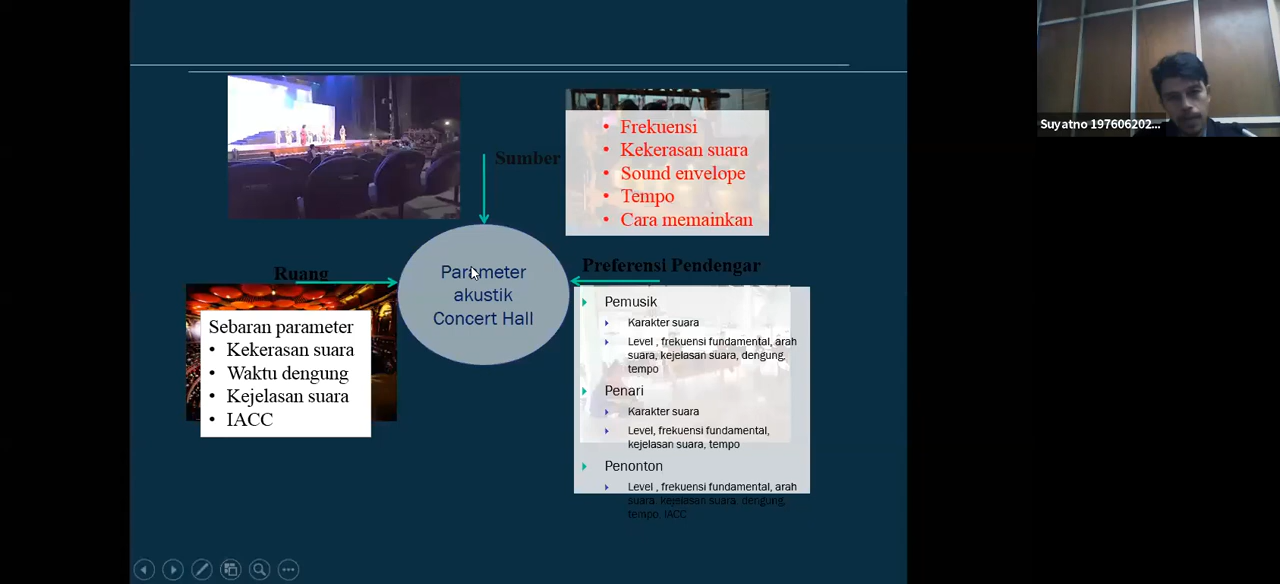 Suyatno 197606202...
Sumber
Frekuensi
Kekerasan suara
Sound envelope
Tempo
Cara memainkan
Ruang
Parameter
akustik
Concert Hall
Preferensi Pendengar
Sebaran parameter
Kekerasan suara
Waktu dengung
Kejelasan suara
IACC
Pemusik
Karakter suara
Level , frekuensi fundamental, arah
suara, kejelasan suara, dengung,
tempo
Penari
Karakter suara
Level, frekuensi fundamental,
kejelasan suara, tempo
Penonton
Level , frekuensi fundamental, arah
suara, kejelasan suara, dengung,
tempo, IACC